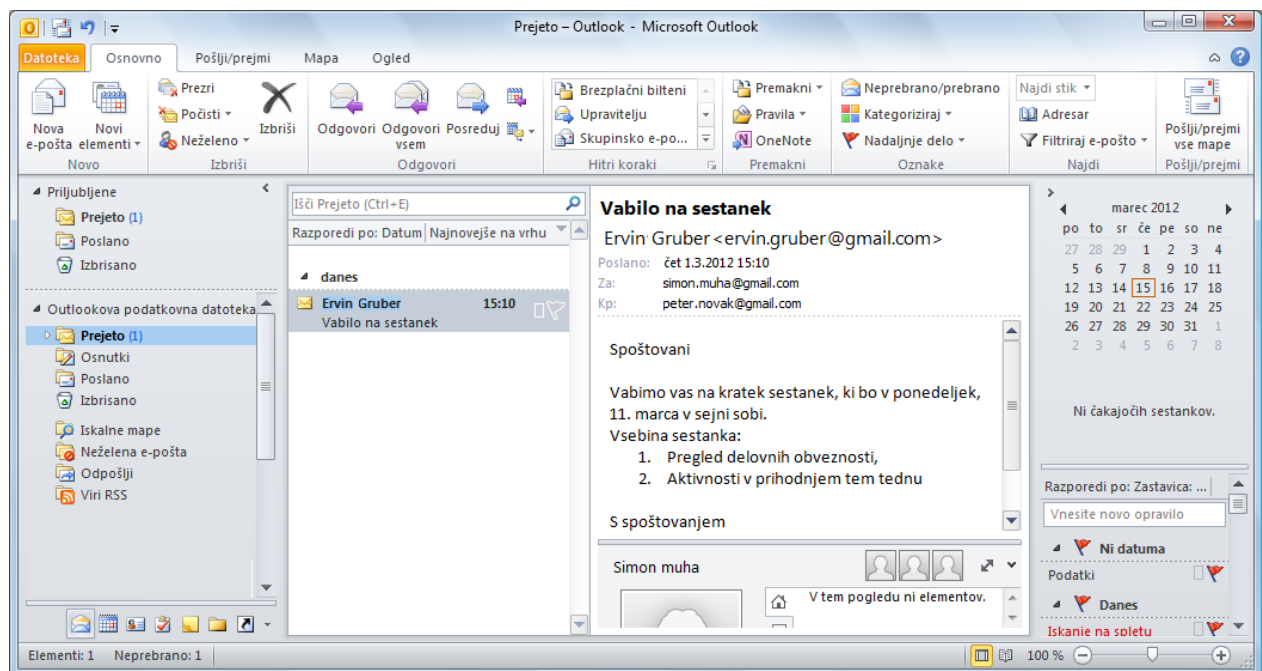 Prejeto – Outlook - Microsoft Outlook
Datoteka Osnovno Pošlji/prejmi Mapa Ogled
Nova e-pošta
Novi elementi
Novo
Prezri
Počisti
Neželeno
Izbriši
Izbriši
Odgovori
Odgovori vsem
Posreduj
Odgovori
Brezplačni bilteni
Upravitelju
Skupinsko e-po...
Hitri koraki
Premakni
Pravila
OneNote
Premakni
Neprebrano/prebrano
Kategoriziraj
Nadaljnje delo
Oznake
Najdi stik
Adresar
Filtriraj e-pošto
Najdi
Pošlji/prejmi
vse mape
Pošlji/prejmi
Priljubljene
Prejeto (1)
Poslano
Izbrisano
Outlookova podatkovna datoteka
Prejeto (1)
Osnutki
Poslano
Izbrisano
Iskalne mape
Neželena e-pošta
Odpošlji
Viri RSS
Išči Prejeto (Ctrl+E)
Razporedi po: Datum Najnovejše na vrhu
danes
Ervin Gruber 15:10
Vabilo na sestanek
Vabilo na sestanek
Ervin Gruber <ervin.gruber@gmail.com>
Poslano: čet 1.3.2012 15:10
Za: simon.muha@gmail.com
Kp: peter.novak@gmail.com
Spoštovani
Vabimo vas na kratek sestanek, ki bo v ponedeljek,
11. marca v sejni sobi.
Vsebina sestanka:
1. Pregled delovnih obveznosti,
2. Aktivnosti v prihodnjem tem tednu
S spoštovanjem
Simon muha
V tem pogledu ni elementov.
marec 2012
po to sr če pe so ne
27 28 29 1 2 3 4
5 6 7 8 9 10 11
12 13 14 15 16 17 18
19 20 21 22 23 24 25
26 27 28 29 30 31 1
2 3 4 5 6 7 8
Ni čakajočih sestankov.
Razporedi po: Zastavica: ...
Vnesite novo opravilo
Ni datuma
Podatki
Danes
Iskanje na spletu
Elementi: 1 Neprebrano: 1
100 %